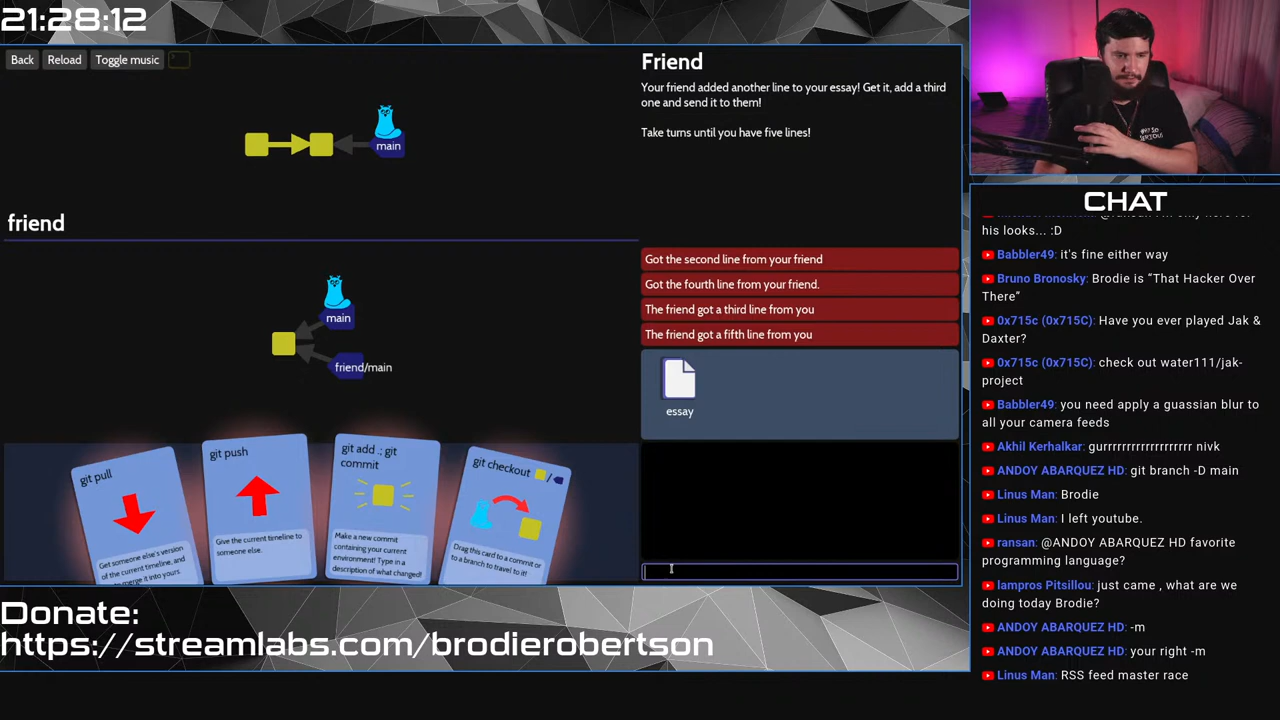 21:28:12
Back
Reload
Toggle music
main
friend
main
friend/main
git pull
Get someone else's version
of the current timeline, and
merge it into yours
git push
Give the current timeline to
someone else.
git add .; git
commit
Make a new commit
containing your current
environment! Type in a
description of what changed!
git checkout
/
Drag this card to a commit or
to a branch to travel to it!
Friend
Your friend added another line to your essay! Get it, add a third
one and send it to them!
Take turns until you have five lines!
Got the second line from your friend
Got the fourth line from your friend.
The friend got a third line from you
The friend got a fifth line from you
essay
Donate:
https://streamlabs.com/brodierobertson
CHAT
his looks... :D
Babbler49: it's fine either way
Bruno Bronosky: Brodie is “That Hacker Over
There”
0x715c (0x715C): Have you ever played Jak &
Daxter?
0x715c (0x715C): check out water111/jak-
project
Babbler49: you need apply a guassian blur to
all your camera feeds
Akhil Kerhalkar: gurrrrrrrrrrrrrrrrrr nivk
ANDOY ABARQUEZ HD: git branch -D main
Linus Man: Brodie
Linus Man: I left youtube.
ransan: @ANDOY ABARQUEZ HD favorite
programming language?
lampros Pitsillou: just came , what are we
doing today Brodie?
ANDOY ABARQUEZ HD: -m
ANDOY ABARQUEZ HD: your right -m
Linus Man: RSS feed master race